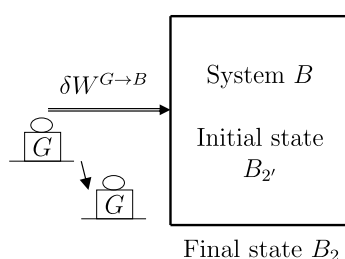 δW^{G→B}
System B
G
Initial state
B_{2'}
G
Final state B_2